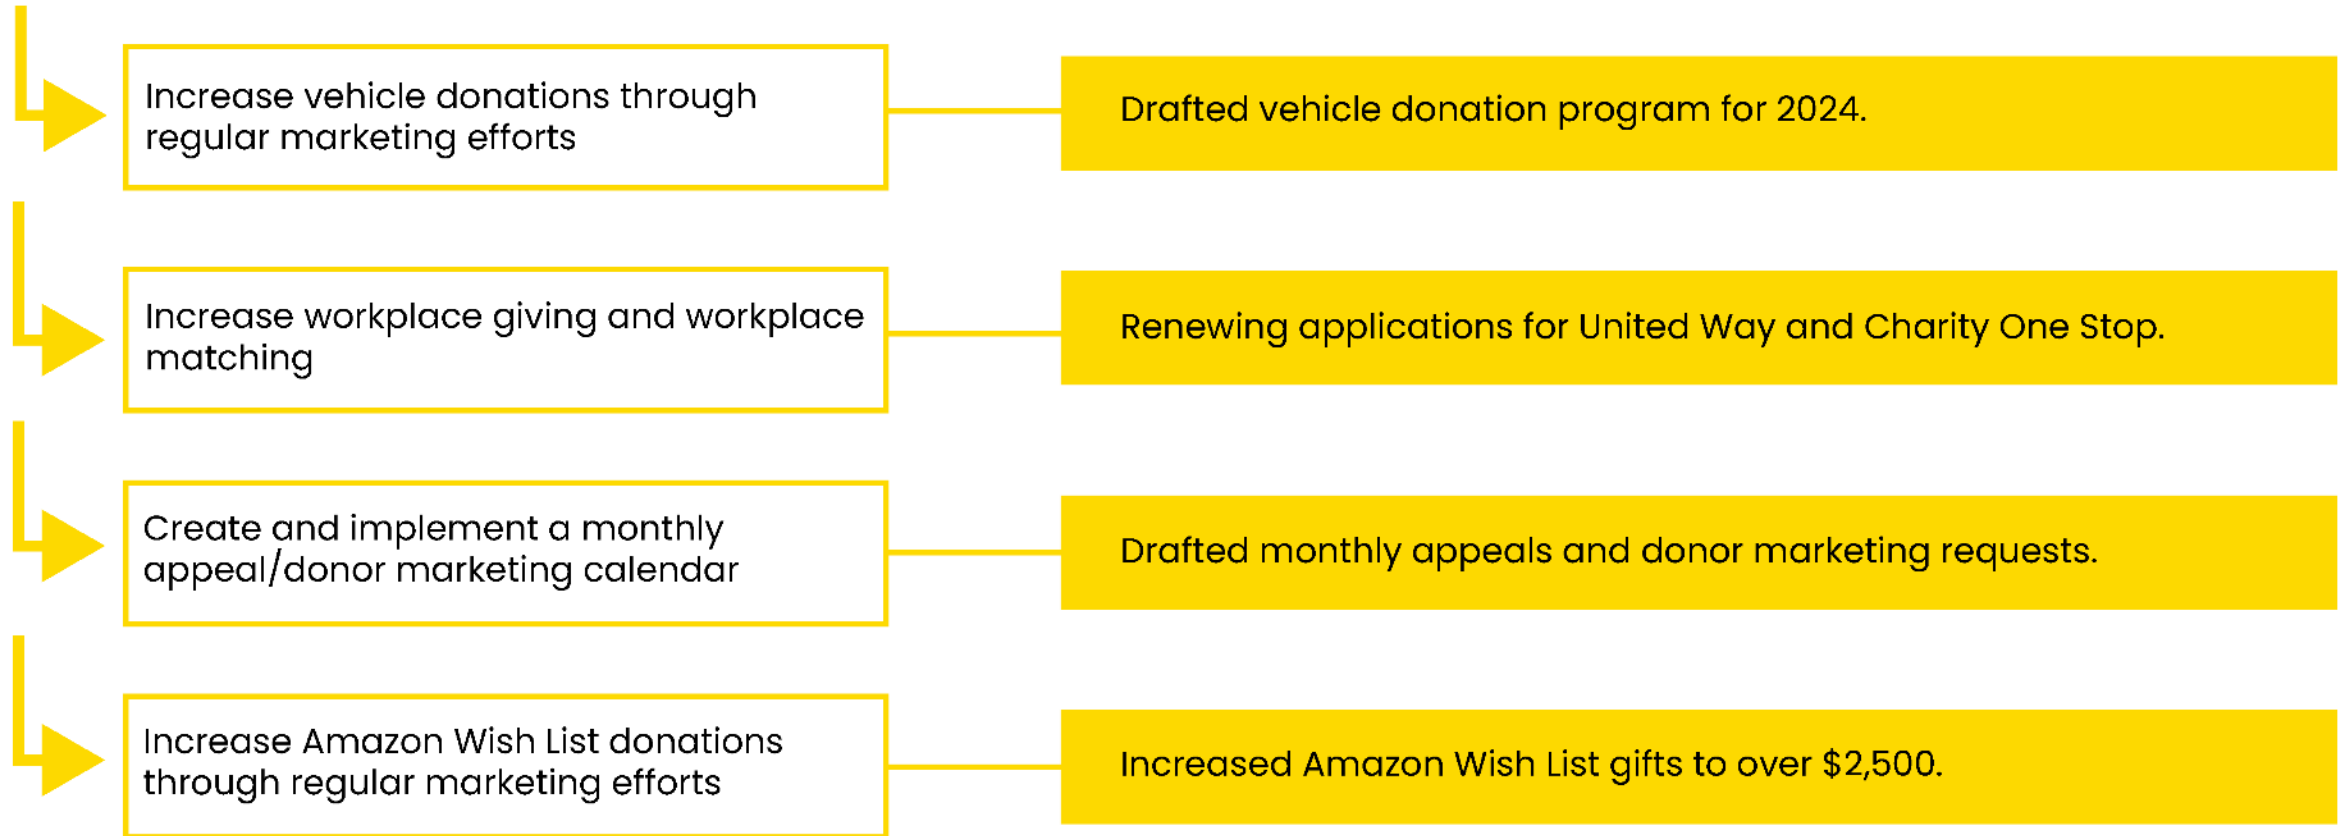 Increase vehicle donations through
regular marketing efforts
Drafted vehicle donation program for 2024.
Increase workplace giving and workplace
matching
Renewing applications for United Way and Charity One Stop.
Create and implement a monthly
appeal/donor marketing calendar
Drafted monthly appeals and donor marketing requests.
Increase Amazon Wish List donations
through regular marketing efforts
Increased Amazon Wish List gifts to over $2,500.